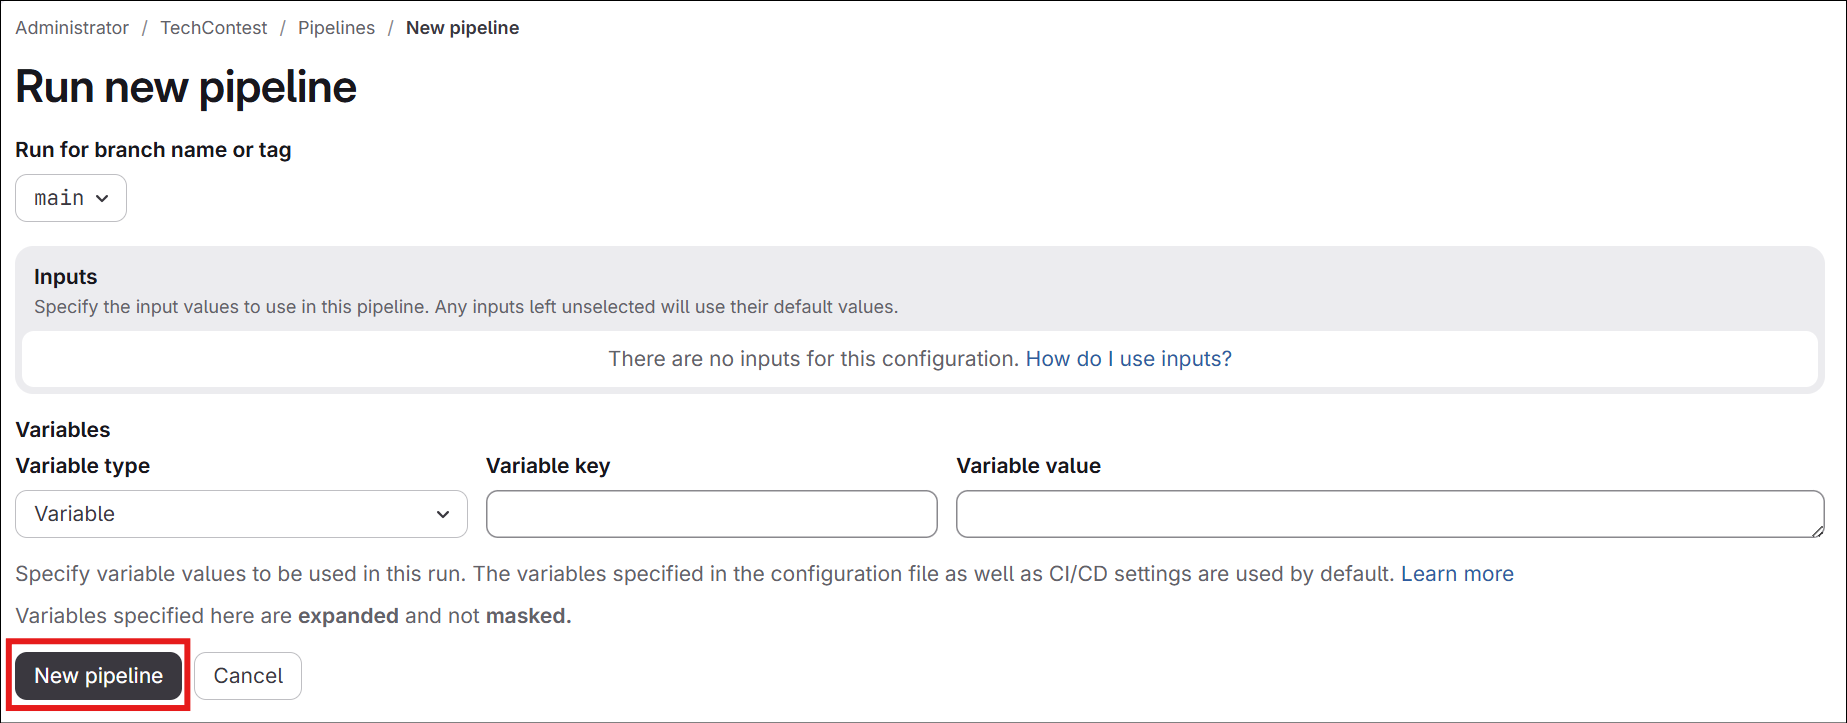 Administrator / TechContest / Pipelines / New pipeline
Run new pipeline
Run for branch name or tag
main
Inputs
Specify the input values to use in this pipeline. Any inputs left unselected will use their default values.
There are no inputs for this configuration. How do I use inputs?
Variables
Variable type Variable key Variable value
Variable
Specify variable values to be used in this run. The variables specified in the configuration file as well as CI/CD settings are used by default. Learn more
Variables specified here are expanded and not masked.
New pipeline Cancel